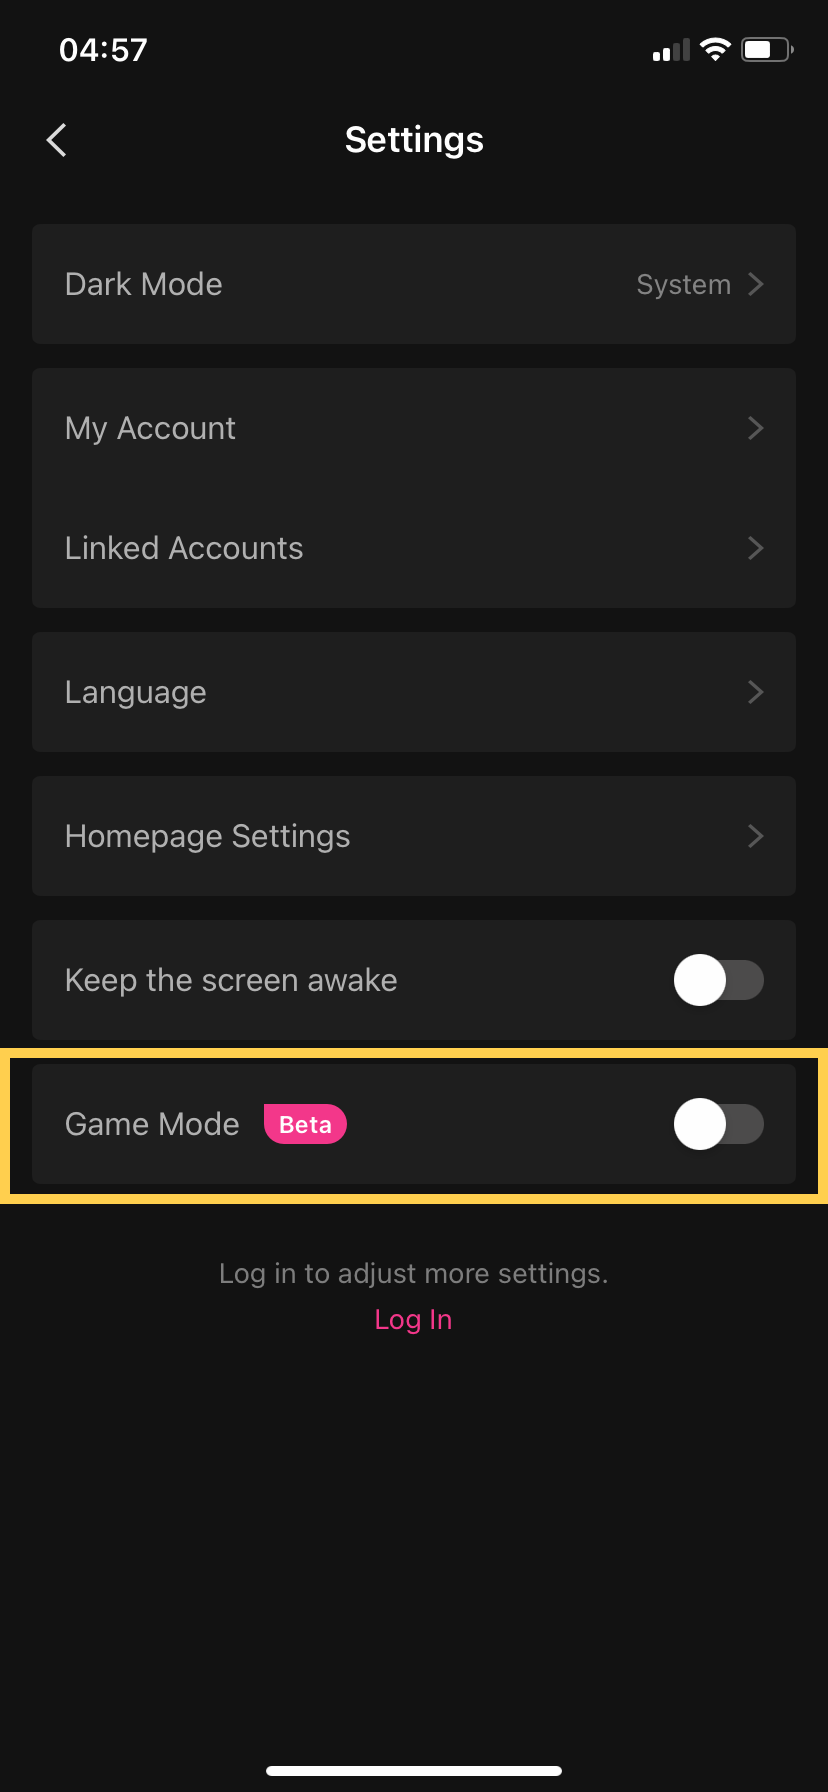 04:57
Settings
Dark Mode System
My Account
Linked Accounts
Language
Homepage Settings
Keep the screen awake
Game Mode Beta
Log in to adjust more settings.
Log In